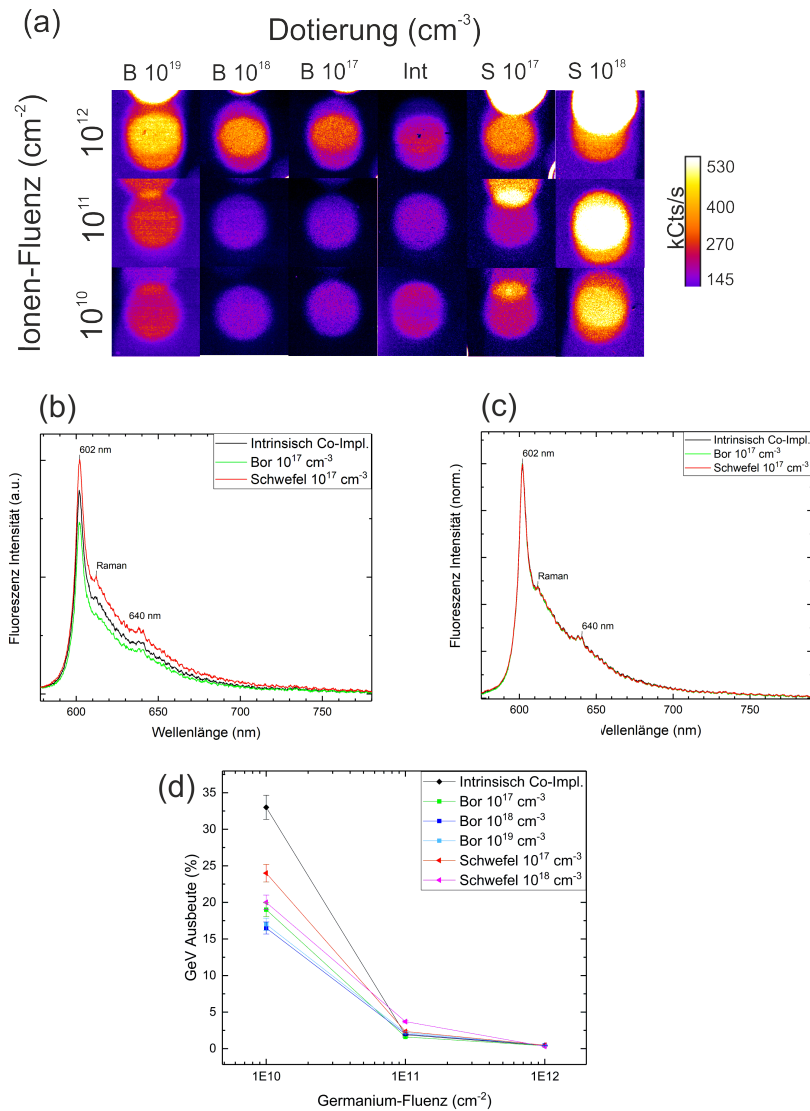 (a)
Dotierung (cm⁻³)
B 10¹⁹ B 10¹⁸ B 10¹⁷ Int S 10¹⁷ S 10¹⁸
Ionen-Fluenz (cm⁻²)
10¹²
10¹¹
10¹⁰
530
400
270
145
kCts/s
(b)
602 nm
Raman
640 nm
Intrinsisch Co-Impl.
Bor 10¹⁷ cm⁻³
Schwefel 10¹⁷ cm⁻³
Fluoreszenz Intensität (a.u.)
600 650 700 750
Wellenlänge (nm)
(c)
602 nm
Raman
640 nm
Intrinsisch Co-Impl.
Bor 10¹⁷ cm⁻³
Schwefel 10¹⁷ cm⁻³
Fluoreszenz Intensität (norm.)
600 650 700 750
Wellenlänge (nm)
(d)
Intrinsisch Co-Impl.
Bor 10¹⁷ cm⁻³
Bor 10¹⁸ cm⁻³
Bor 10¹⁹ cm⁻³
Schwefel 10¹⁷ cm⁻³
Schwefel 10¹⁸ cm⁻³
GeV Ausbeute (%)
35
30
25
20
15
10
5
0
1E10 1E11 1E12
Germanium-Fluenz (cm⁻²)